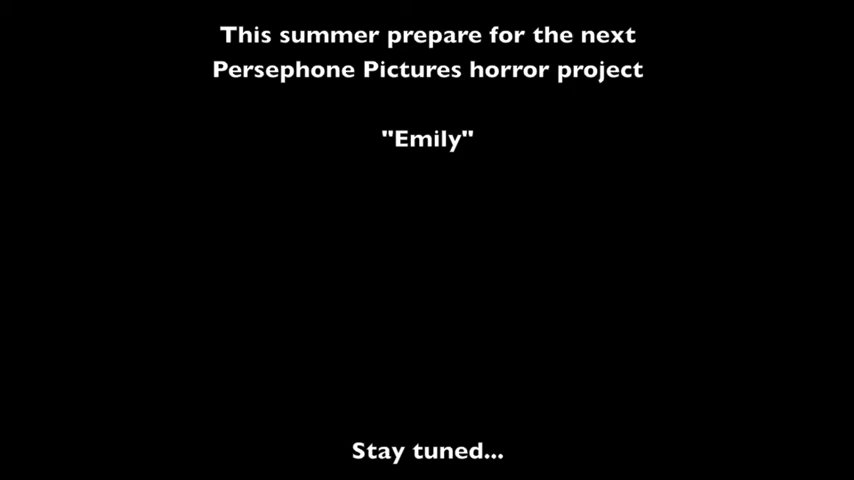 This summer prepare for the next
Persephone Pictures horror project
"Emily"
Stay tuned...